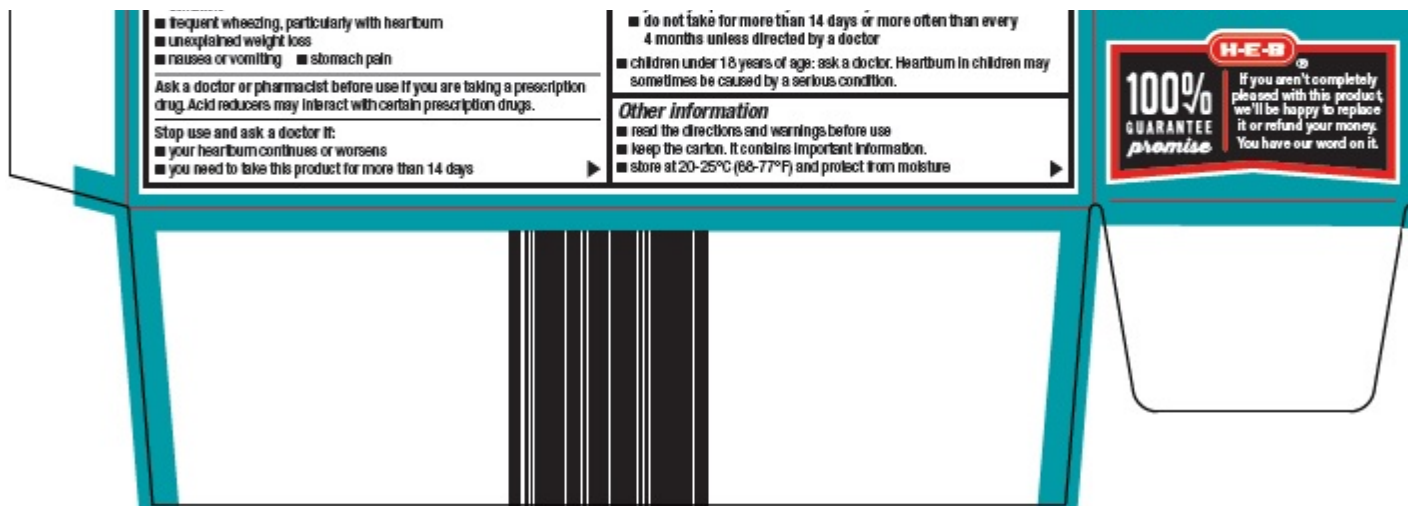 ■ frequent wheezing, particularly with heartburn
■ unexplained weight loss
■ nausea or vomiting ■ stomach pain
Ask a doctor or pharmacist before use if you are taking a prescription
drug. Acid reducers may interact with certain prescription drugs.
Stop use and ask a doctor if:
■ your heartburn continues or worsens
■ you need to take this product for more than 14 days
■ do not take for more than 14 days or more often than every
4 months unless directed by a doctor
■ children under 18 years of age: ask a doctor. Heartburn in children may
sometimes be caused by a serious condition.
Other information
■ read the directions and warnings before use
■ keep the carton. It contains important information.
■ store at 20-25°C (68-77°F) and protect from moisture
H-E-B
®
100%
GUARANTEE
promise
If you aren't completely
pleased with this product,
we'll be happy to replace
it or refund your money.
You have our word on it.